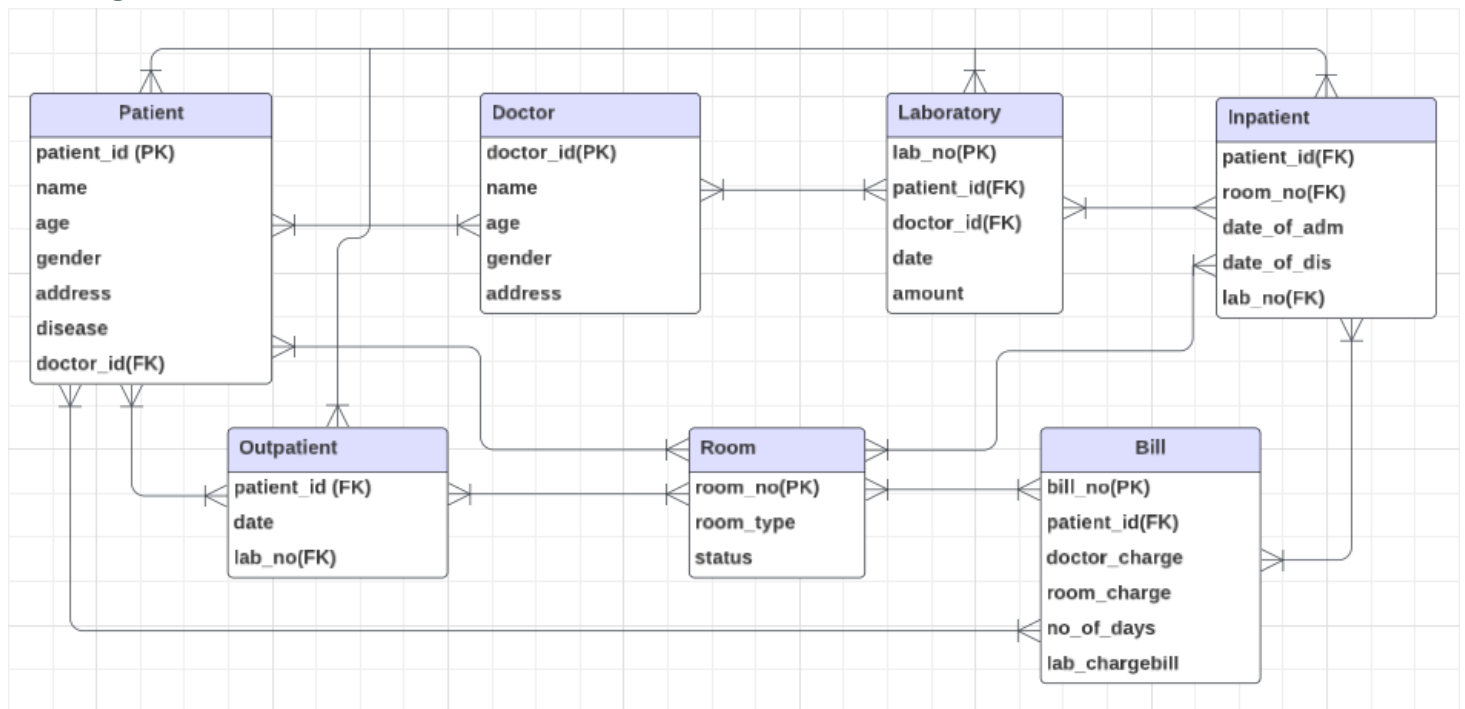 Patient
patient_id (PK)
name
age
gender
address
disease
doctor_id(FK)
Doctor
doctor_id(PK)
name
age
gender
address
Laboratory
lab_no(PK)
patient_id(FK)
doctor_id(FK)
date
amount
Inpatient
patient_id(FK)
room_no(FK)
date_of_adm
date_of_dis
lab_no(FK)
Outpatient
patient_id (FK)
date
lab_no(FK)
Room
room_no(PK)
room_type
status
Bill
bill_no(PK)
patient_id(FK)
doctor_charge
room_charge
no_of_days
lab_chargebill